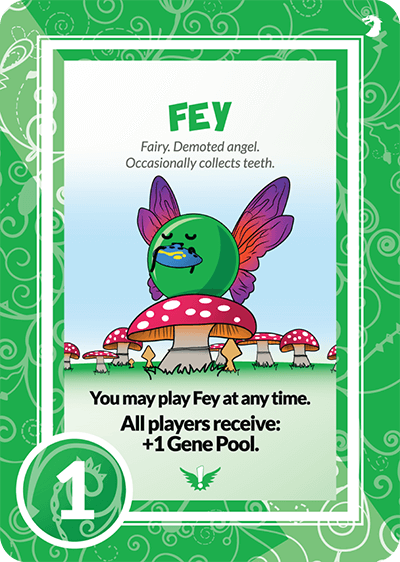 FEY
Fairy. Demoted angel.
Occasionally collects teeth.
You may play Fey at any time.
All players receive:
+1 Gene Pool.
!
1